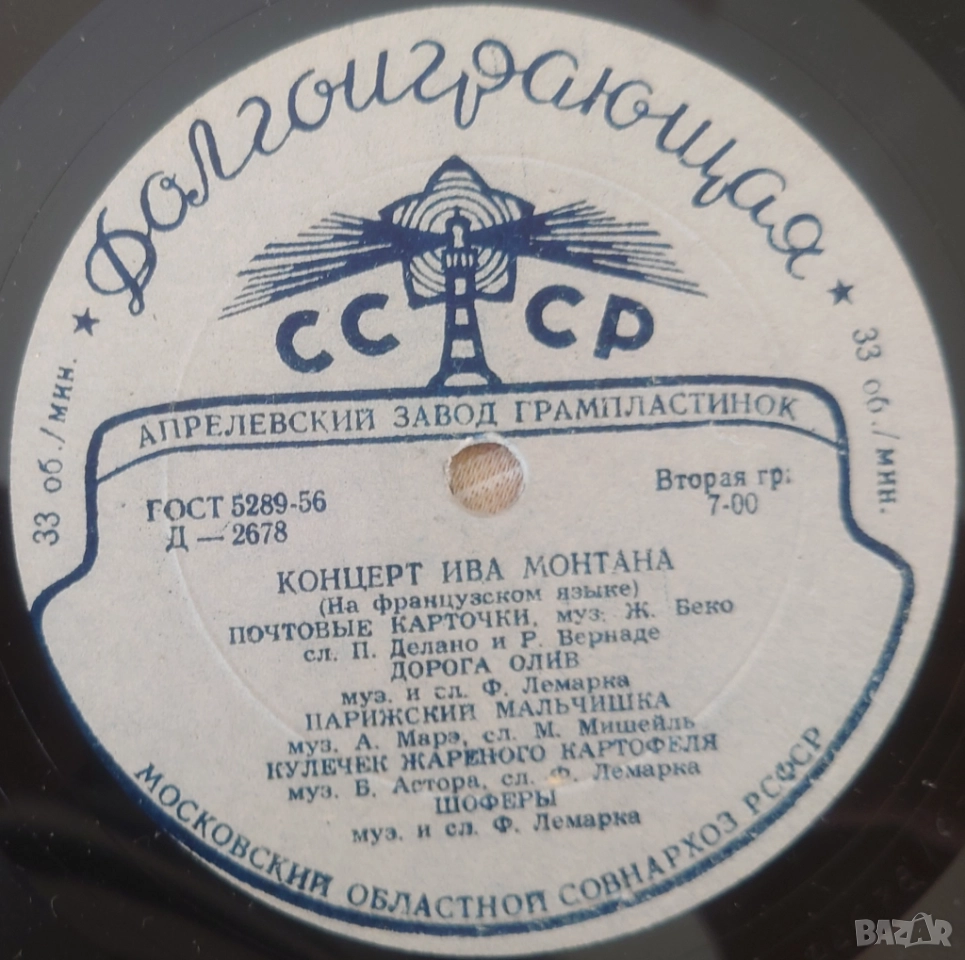 Долгоиграющая
СССР
★ 33 об./мин.
★ 33 об./мин.
АПРЕЛЕВСКИЙ ЗАВОД ГРАМПЛАСТИНОК
ГОСТ 5289-56
Д — 2678
Вторая гр.
7-00
КОНЦЕРТ ИВА МОНТАНА
(На французском языке)
ПОЧТОВЫЕ КАРТОЧКИ, муз. Ж. Беко
сл. П. Делано и Р. Вернаде
ДОРОГА ОЛИВ
муз. и сл. Ф. Лемарка
ПАРИЖСКИЙ МАЛЬЧИШКА
муз. А. Марэ, сл. М. Мишейль
КУЛЕЧЕК ЖАРЕНОГО КАРТОФЕЛЯ
муз. Б. Астора, сл. Ф. Лемарка
ШОФЕРЫ
муз. и сл. Ф. Лемарка
МОСКОВСКИЙ ОБЛАСТНОЙ СОВНАРХОЗ РСФСР
BAZAR